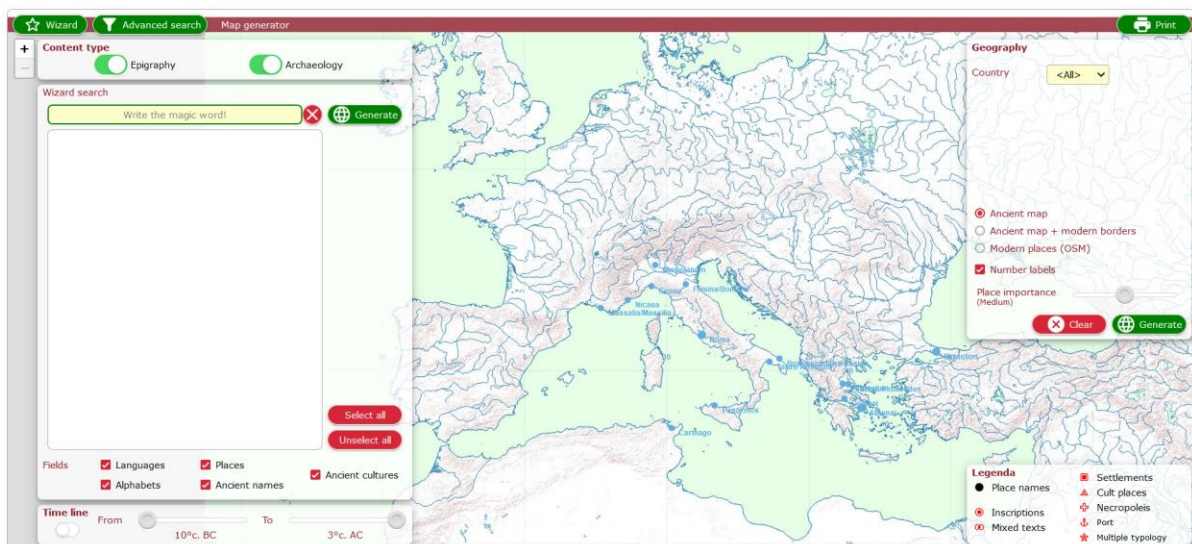 Wizard
Advanced search
Map generator
Print
+
Content type
Epigraphy
Archaeology
Wizard search
Write the magic word!
Generate
Select all
Unselect all
Fields
Languages
Places
Ancient cultures
Alphabets
Ancient names
Time line
From
To
10°c. BC
3°c. AC
Geography
Country
<All>
Ancient map
Ancient map + modern borders
Modern places (OSM)
Number labels
Place importance
(Medium)
Clear
Generate
Nicaea
Massalia/Massilia
Roma
Panormos
Carthago
Legenda
Place names
Inscriptions
Mixed texts
Settlements
Cult places
Necropoleis
Port
Multiple typology